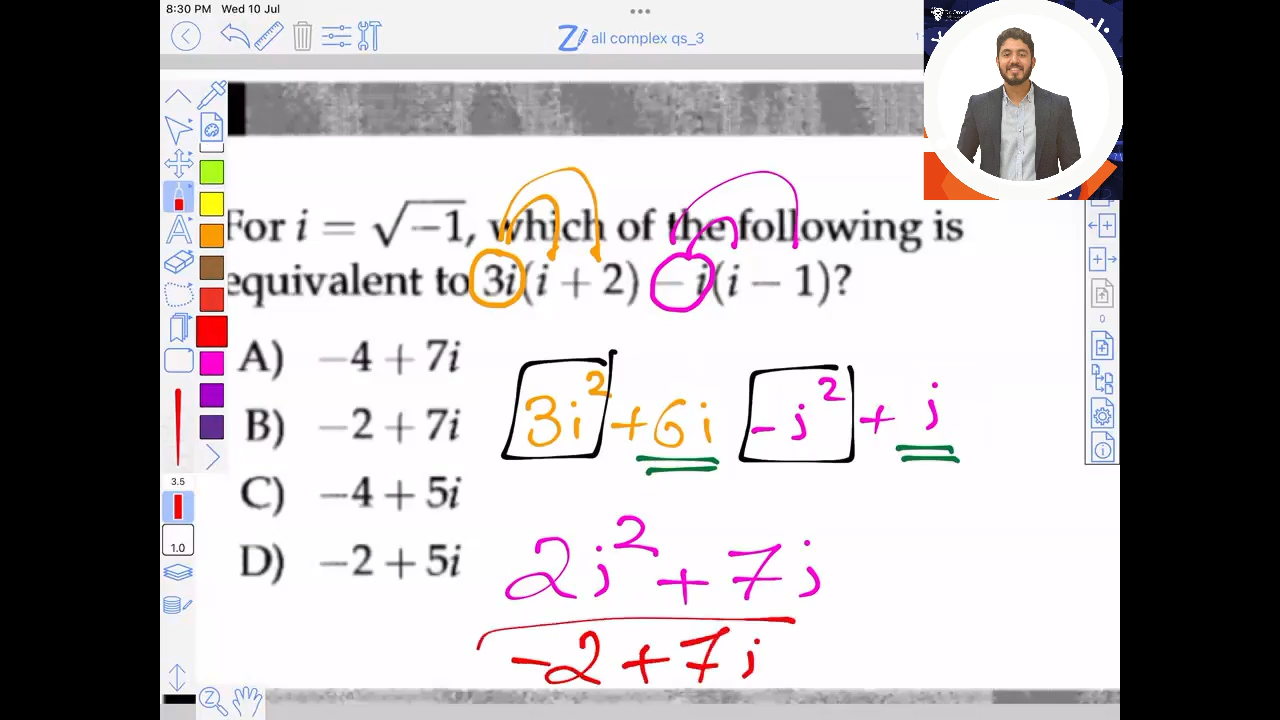 8:30 PM Wed 10 Jul
all complex qs_3
For i = √−1, which of the following is
equivalent to 3i(i + 2) − i(i − 1)?
A) −4 + 7i
B) −2 + 7i
C) −4 + 5i
D) −2 + 5i
3i² + 6i - i² + i
2i² + 7i
-2 + 7i
3.5
1.0
0